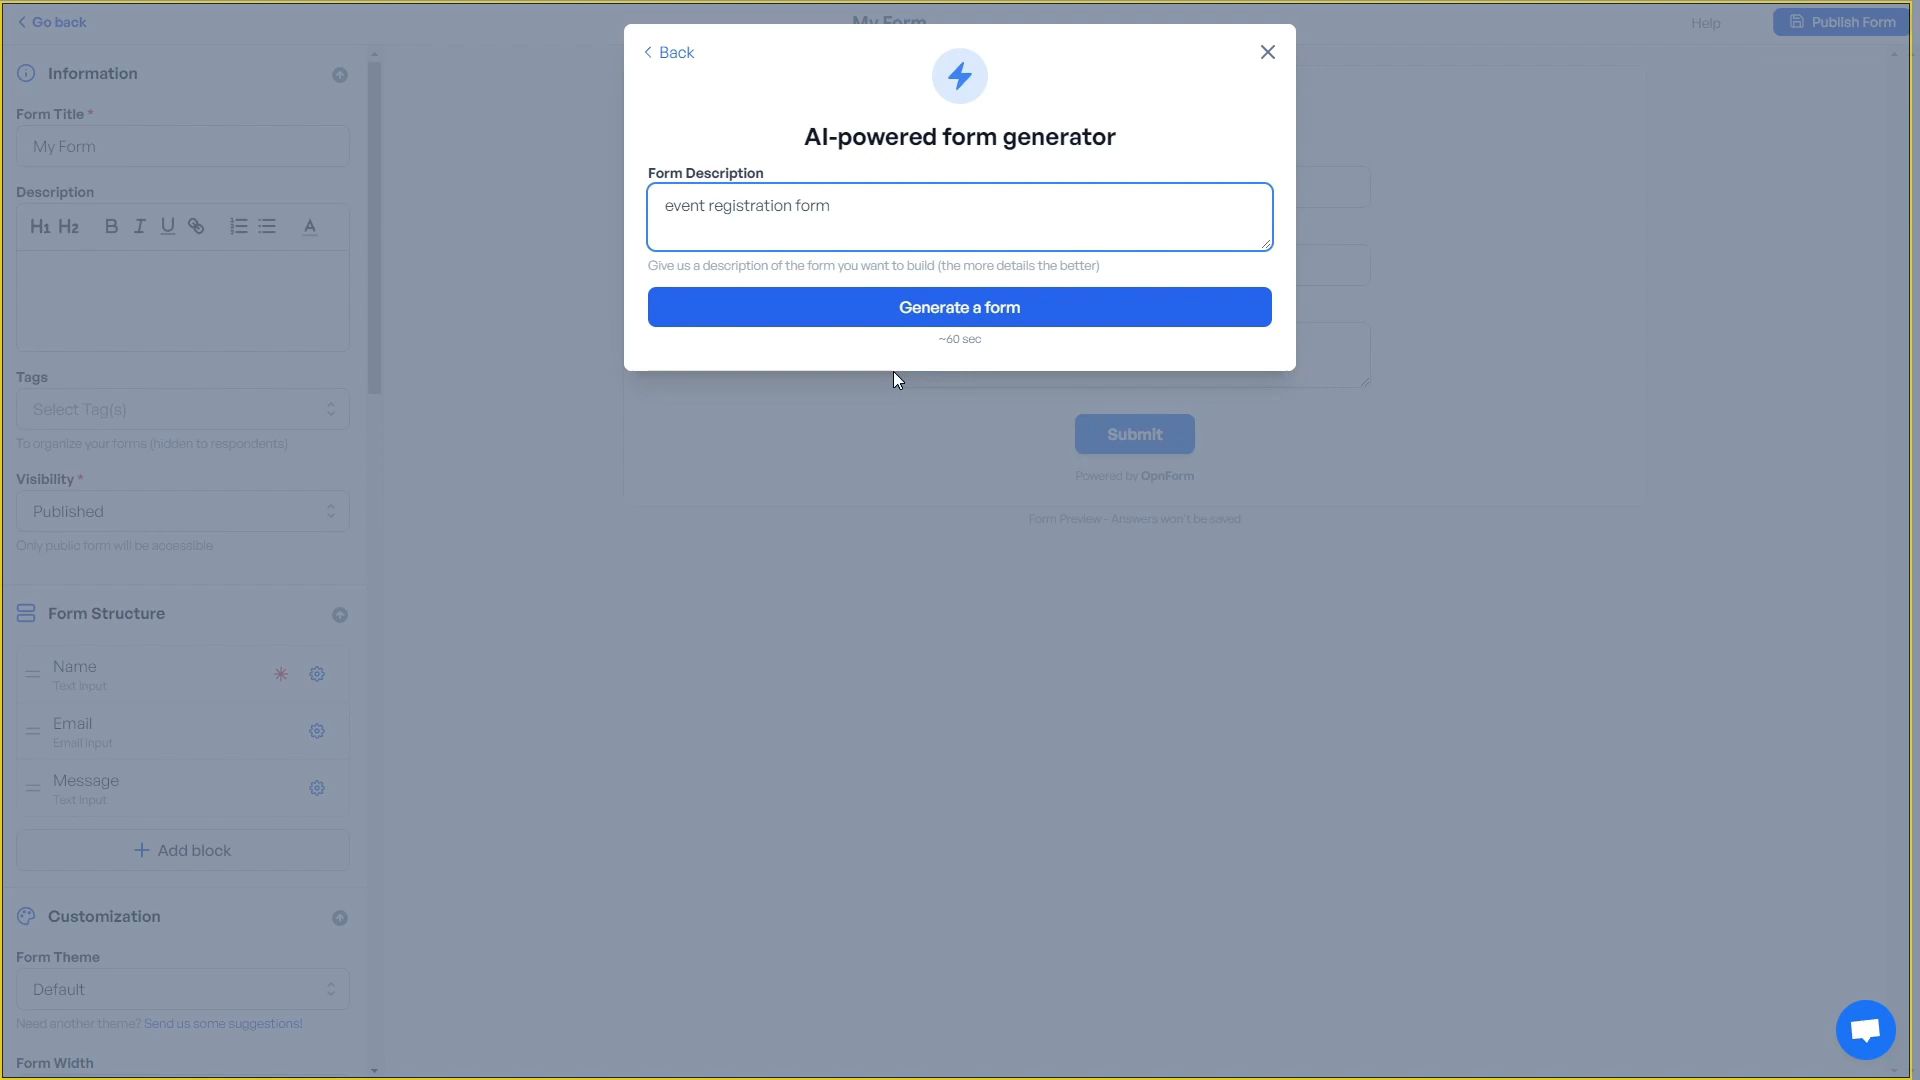 Go back
My Form
Help
Publish Form
Information
Form Title *
My Form
Description
H1 H2 B I U A
Tags
Select Tag(s)
To organize your forms (hidden to respondents)
Visibility *
Published
Only public form will be accessible
Form Structure
Name
Text Input
Email
Email Input
Message
Text Input
Add block
Customization
Form Theme
Default
Need another theme? Send us some suggestions!
Form Width
Back
AI-powered form generator
Form Description
event registration form
Give us a description of the form you want to build (the more details the better)
Generate a form
~60 sec
Submit
Powered by OpnForm
Form Preview - Answers won't be saved